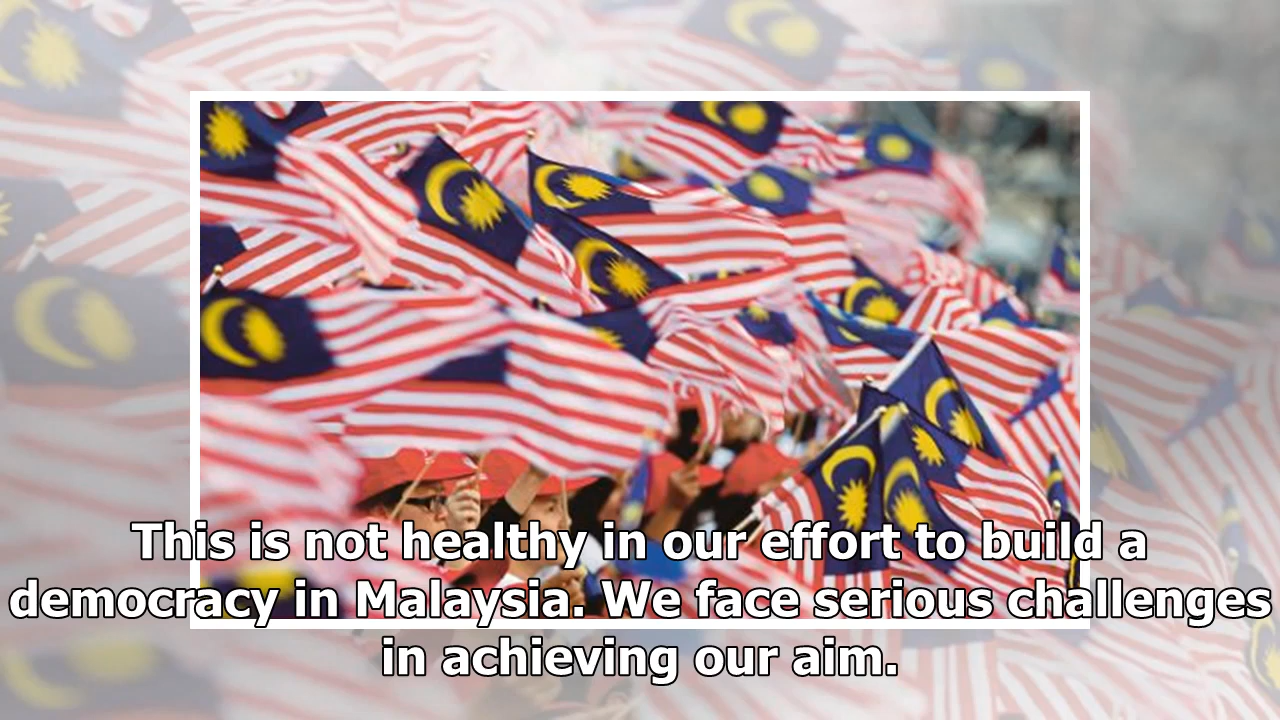 This is not healthy in our effort to build a
democracy in Malaysia. We face serious challenges
in achieving our aim.